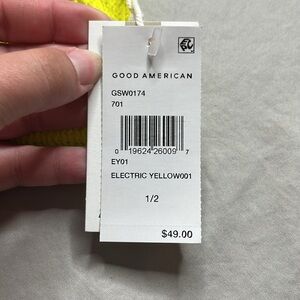 GOOD AMERICAN
GSW0174
701
0 19624 26009 7
EY01
ELECTRIC YELLOW001
1/2
$49.00